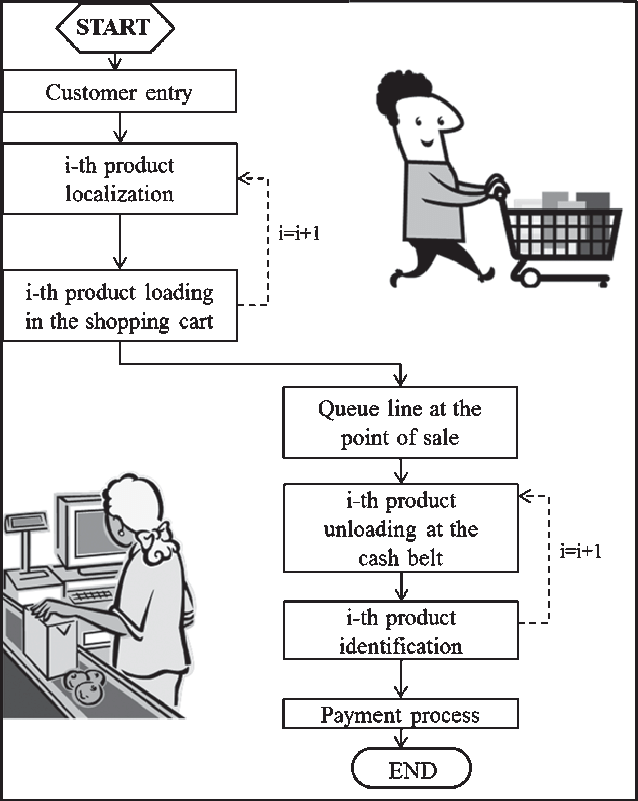 START
Customer entry
i-th product
localization
i=i+1
i-th product loading
in the shopping cart
Queue line at the
point of sale
i-th product
unloading at the
cash belt
i=i+1
i-th product
identification
Payment process
END